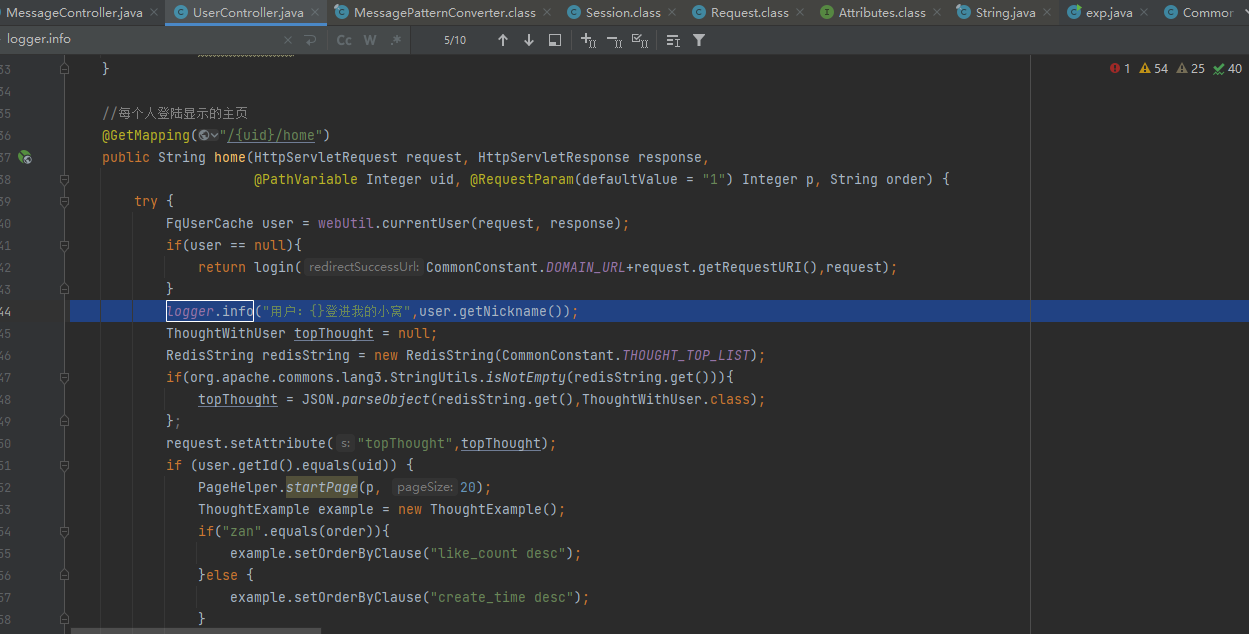 MessageController.java UserController.java MessagePatternConverter.class Session.class Request.class Attributes.class String.java exp.java Commor
logger.info Cc W .* 5/10
1 54 25 40
33 }
34
35 //每个人登陆显示的主页
36 @GetMapping("/{uid}/home")
37 public String home(HttpServletRequest request, HttpServletResponse response,
38 @PathVariable Integer uid, @RequestParam(defaultValue = "1") Integer p, String order) {
39 try {
40 FqUserCache user = webUtil.currentUser(request, response);
41 if(user == null){
42 return login( redirectSuccessUrl: CommonConstant.DOMAIN_URL+request.getRequestURI(),request);
43 }
44 logger.info("用户: {}登进我的小窝",user.getNickname());
45 ThoughtWithUser topThought = null;
46 RedisString redisString = new RedisString(CommonConstant.THOUGHT_TOP_LIST);
47 if(org.apache.commons.lang3.StringUtils.isNotEmpty(redisString.get())){
48 topThought = JSON.parseObject(redisString.get(),ThoughtWithUser.class);
49 };
50 request.setAttribute( s: "topThought",topThought);
51 if (user.getId().equals(uid)) {
52 PageHelper.startPage(p, pageSize: 20);
53 ThoughtExample example = new ThoughtExample();
54 if("zan".equals(order)){
55 example.setOrderByClause("like_count desc");
56 }else {
57 example.setOrderByClause("create_time desc");
58 }